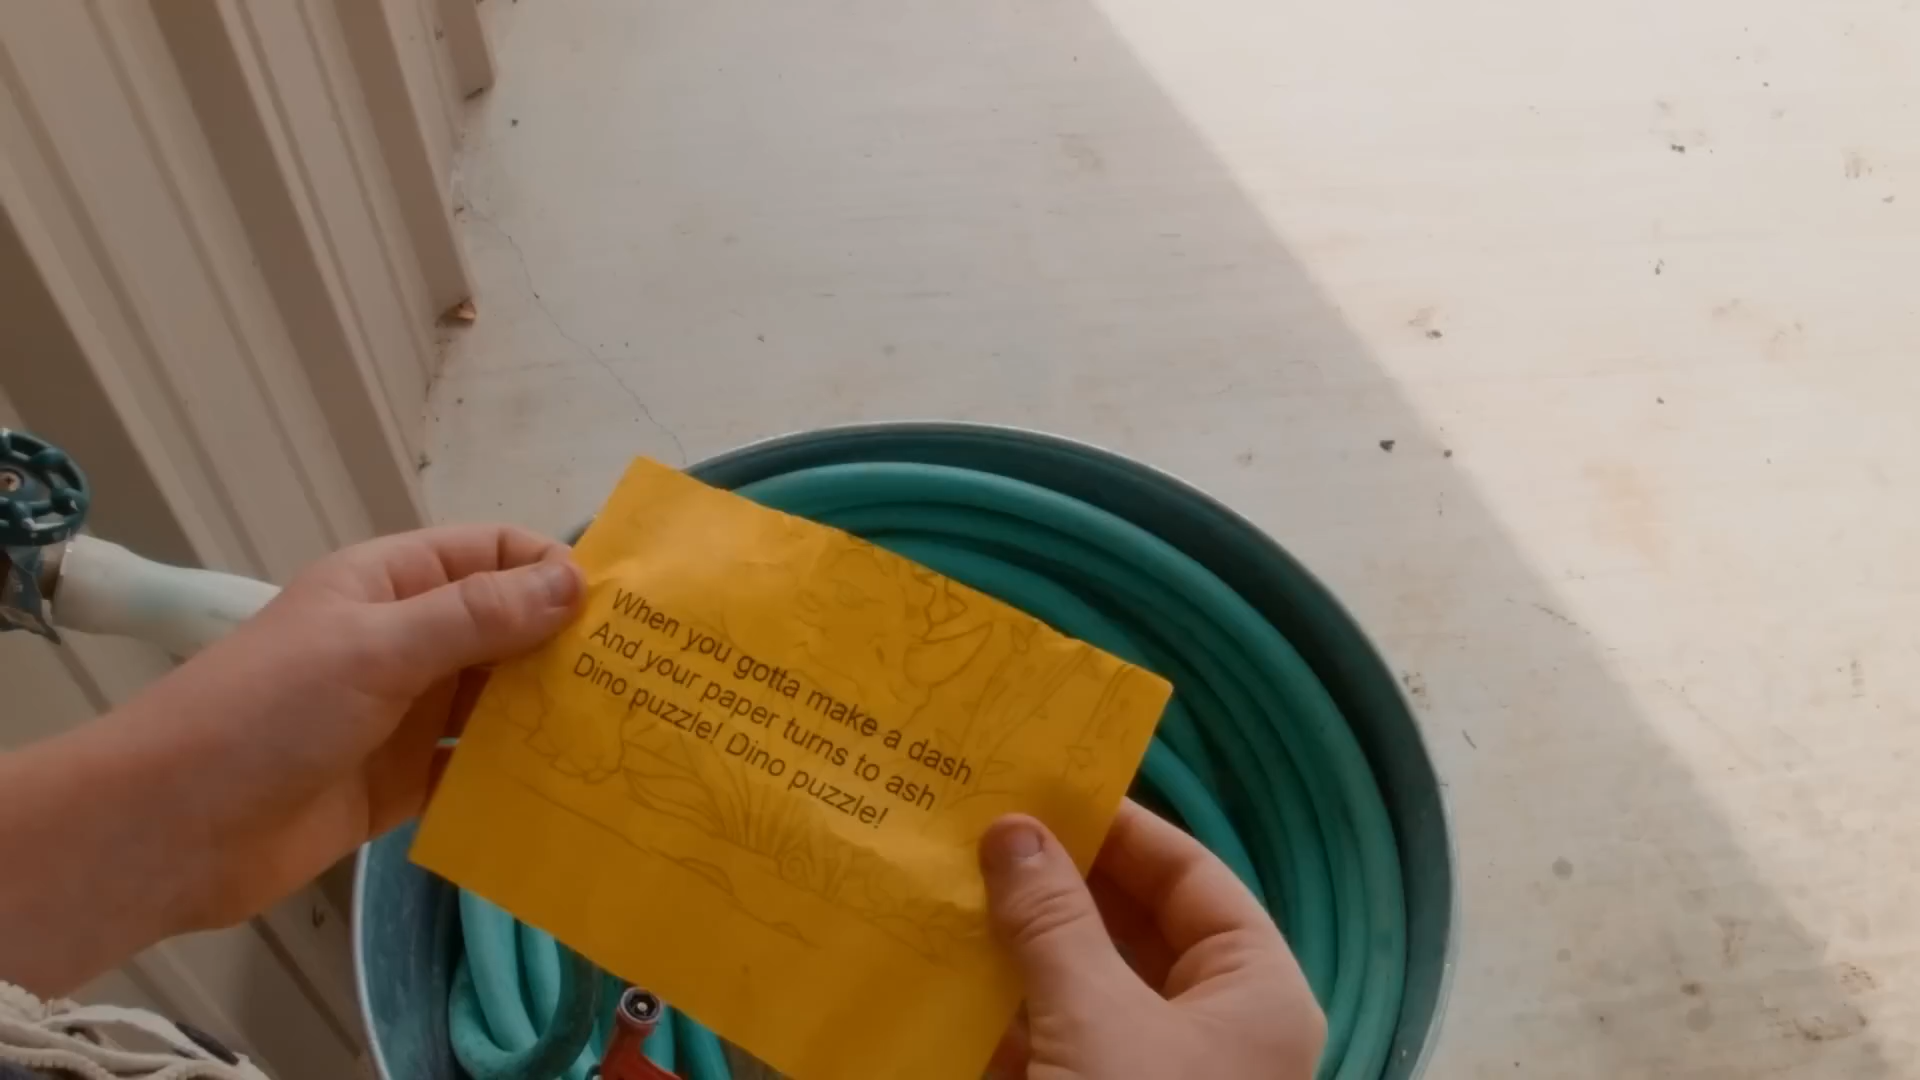 When you gotta make a dash
And your paper turns to ash
Dino puzzle! Dino puzzle!